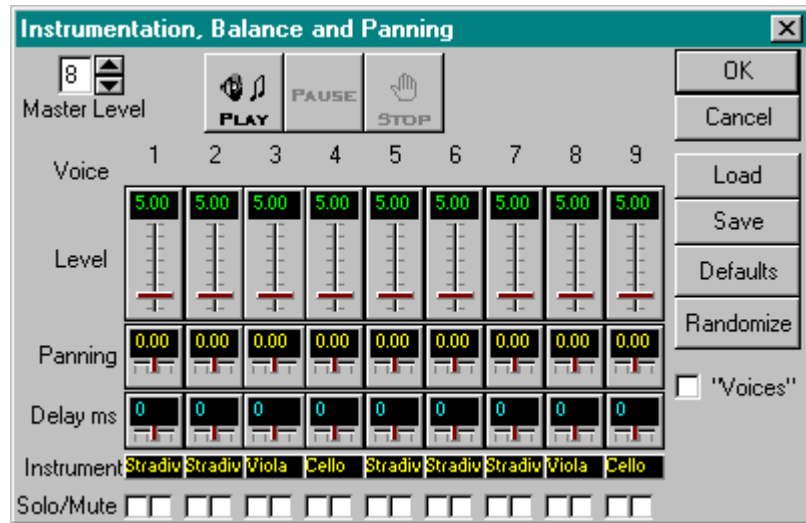 Instrumentation, Balance and Panning
8
Master Level
PLAY
PAUSE
STOP
OK
Cancel
Voice 1 2 3 4 5 6 7 8 9
Load
5.00 5.00 5.00 5.00 5.00 5.00 5.00 5.00 5.00
Save
Level
Defaults
Randomize
Panning 0.00 0.00 0.00 0.00 0.00 0.00 0.00 0.00 0.00
"Voices"
Delay ms 0 0 0 0 0 0 0 0 0
Instrument Stradiv Stradiv Viola Cello Stradiv Stradiv Stradiv Viola Cello
Solo/Mute